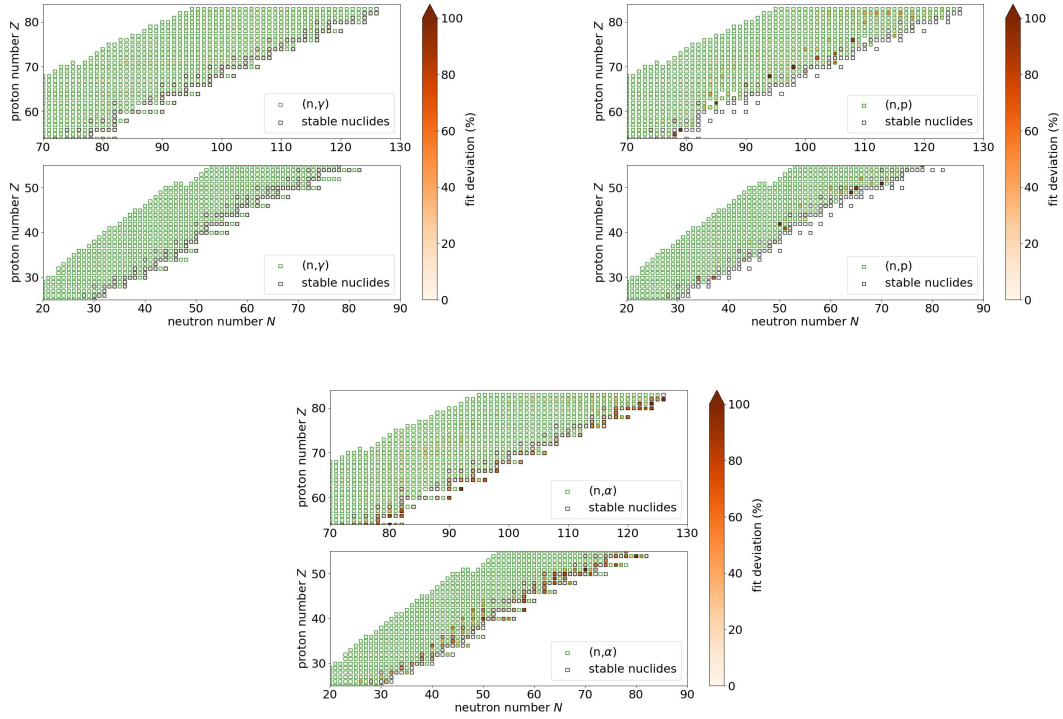 proton number Z
80
70
60
(n,γ)
stable nuclides
70 80 90 100 110 120 130
proton number Z
50
40
30
(n,γ)
stable nuclides
20 30 40 50 60 70 80 90
neutron number N
100
80
60
40
20
0
fit deviation (%)
proton number Z
80
70
60
(n,p)
stable nuclides
70 80 90 100 110 120 130
proton number Z
50
40
30
(n,p)
stable nuclides
20 30 40 50 60 70 80 90
neutron number N
100
80
60
40
20
0
fit deviation (%)
proton number Z
80
70
60
(n,α)
stable nuclides
70 80 90 100 110 120 130
proton number Z
50
40
30
(n,α)
stable nuclides
20 30 40 50 60 70 80 90
neutron number N
100
80
60
40
20
0
fit deviation (%)